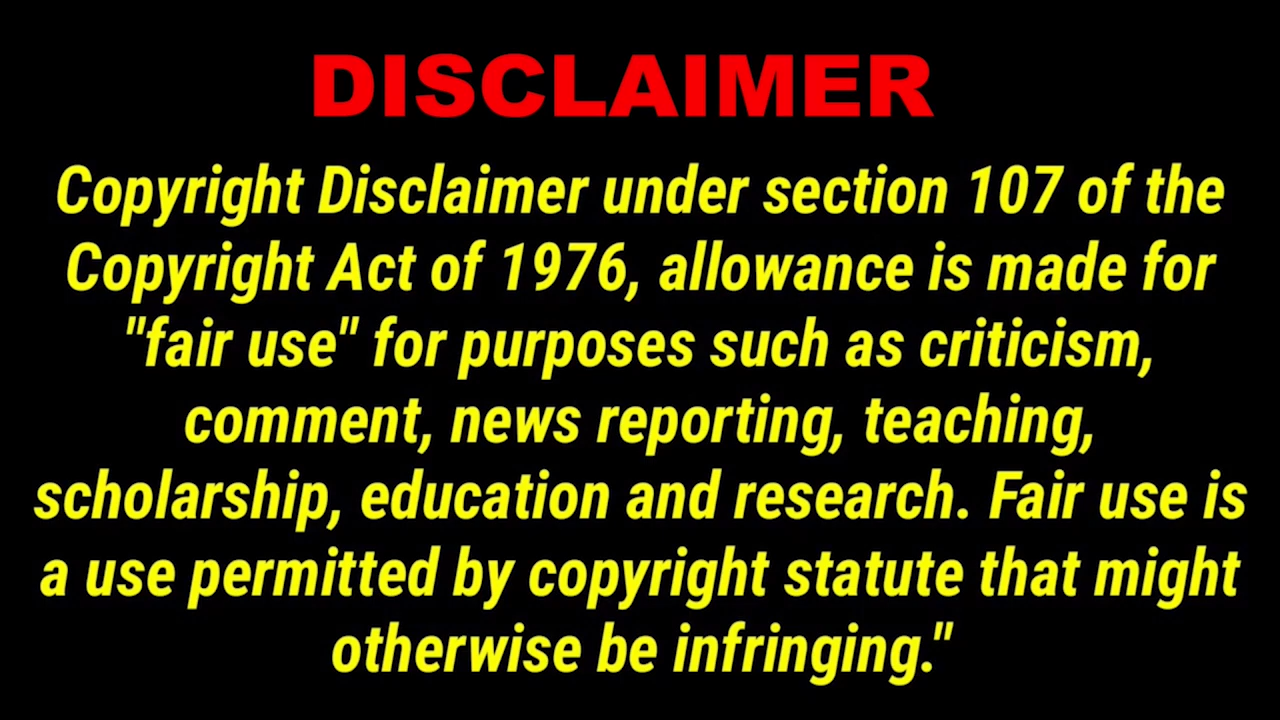 DISCLAIMER
Copyright Disclaimer under section 107 of the
Copyright Act of 1976, allowance is made for
"fair use" for purposes such as criticism,
comment, news reporting, teaching,
scholarship, education and research. Fair use is
a use permitted by copyright statute that might
otherwise be infringing."